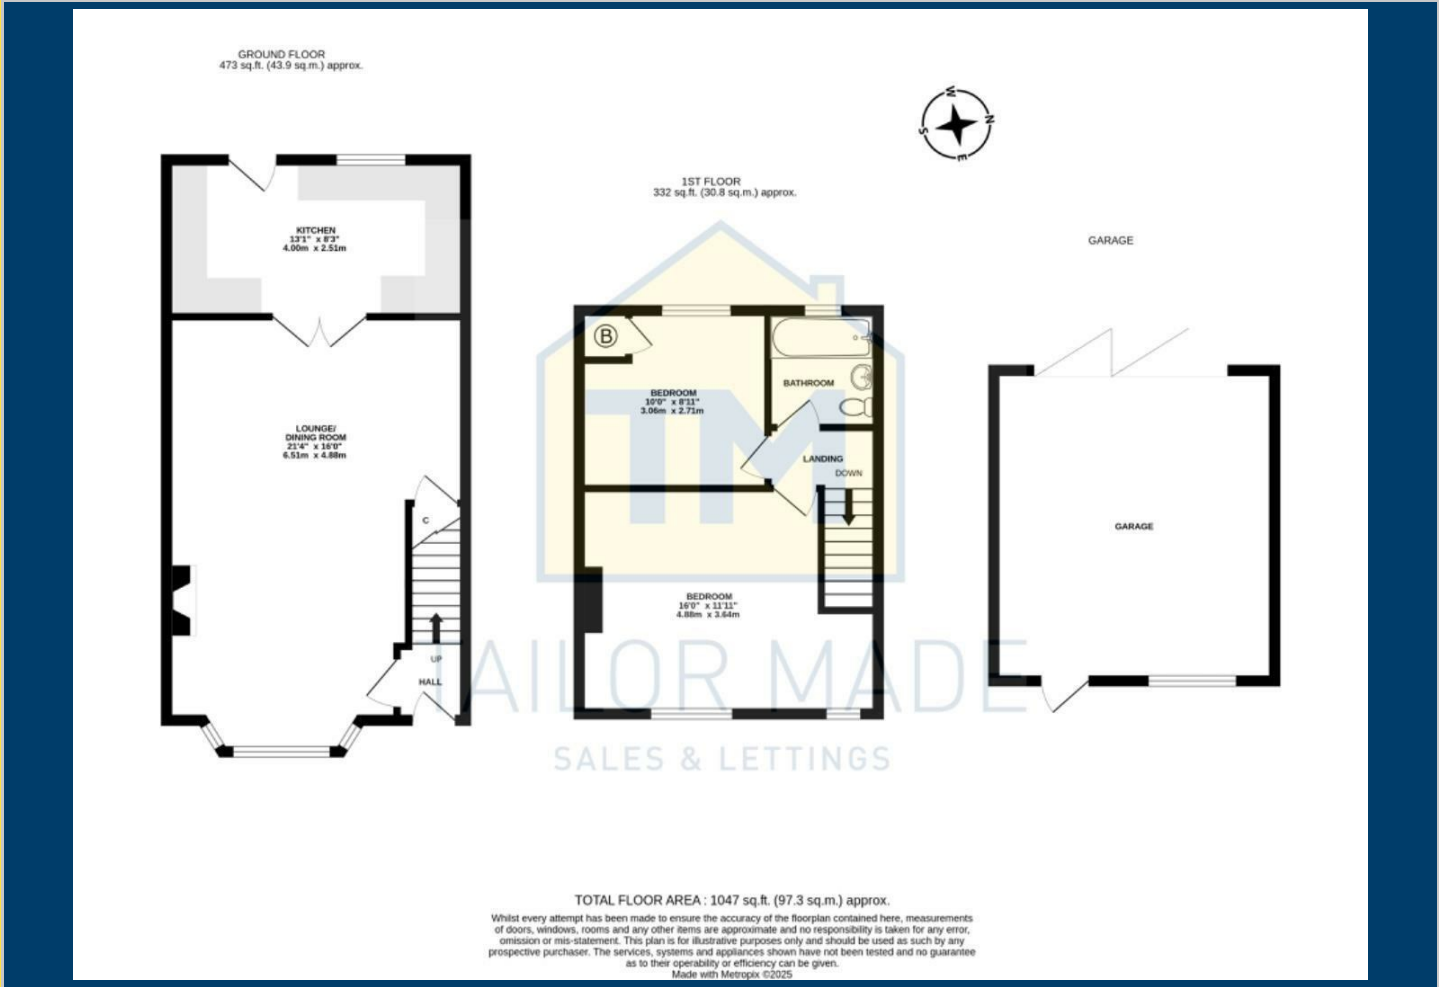 GROUND FLOOR
473 sq.ft. (43.9 sq.m.) approx.
W
N
S
E
1ST FLOOR
332 sq.ft. (30.8 sq.m.) approx.
GARAGE
KITCHEN
13'1" x 8'3"
4.00m x 2.51m
LOUNGE/
DINING ROOM
21'4" x 16'0"
6.51m x 4.88m
C
UP
HALL
B
BEDROOM
10'0" x 8'11"
3.06m x 2.71m
BATHROOM
LANDING
DOWN
BEDROOM
16'0" x 11'11"
4.88m x 3.64m
GARAGE
TM
TAILOR MADE
SALES & LETTINGS
TOTAL FLOOR AREA : 1047 sq.ft. (97.3 sq.m.) approx.
Whilst every attempt has been made to ensure the accuracy of the floorplan contained here, measurements
of doors, windows, rooms and any other items are approximate and no responsibility is taken for any error,
omission or mis-statement. This plan is for illustrative purposes only and should be used as such by any
prospective purchaser. The services, systems and appliances shown have not been tested and no guarantee
as to their operability or efficiency can be given.
Made with Metropix ©2025